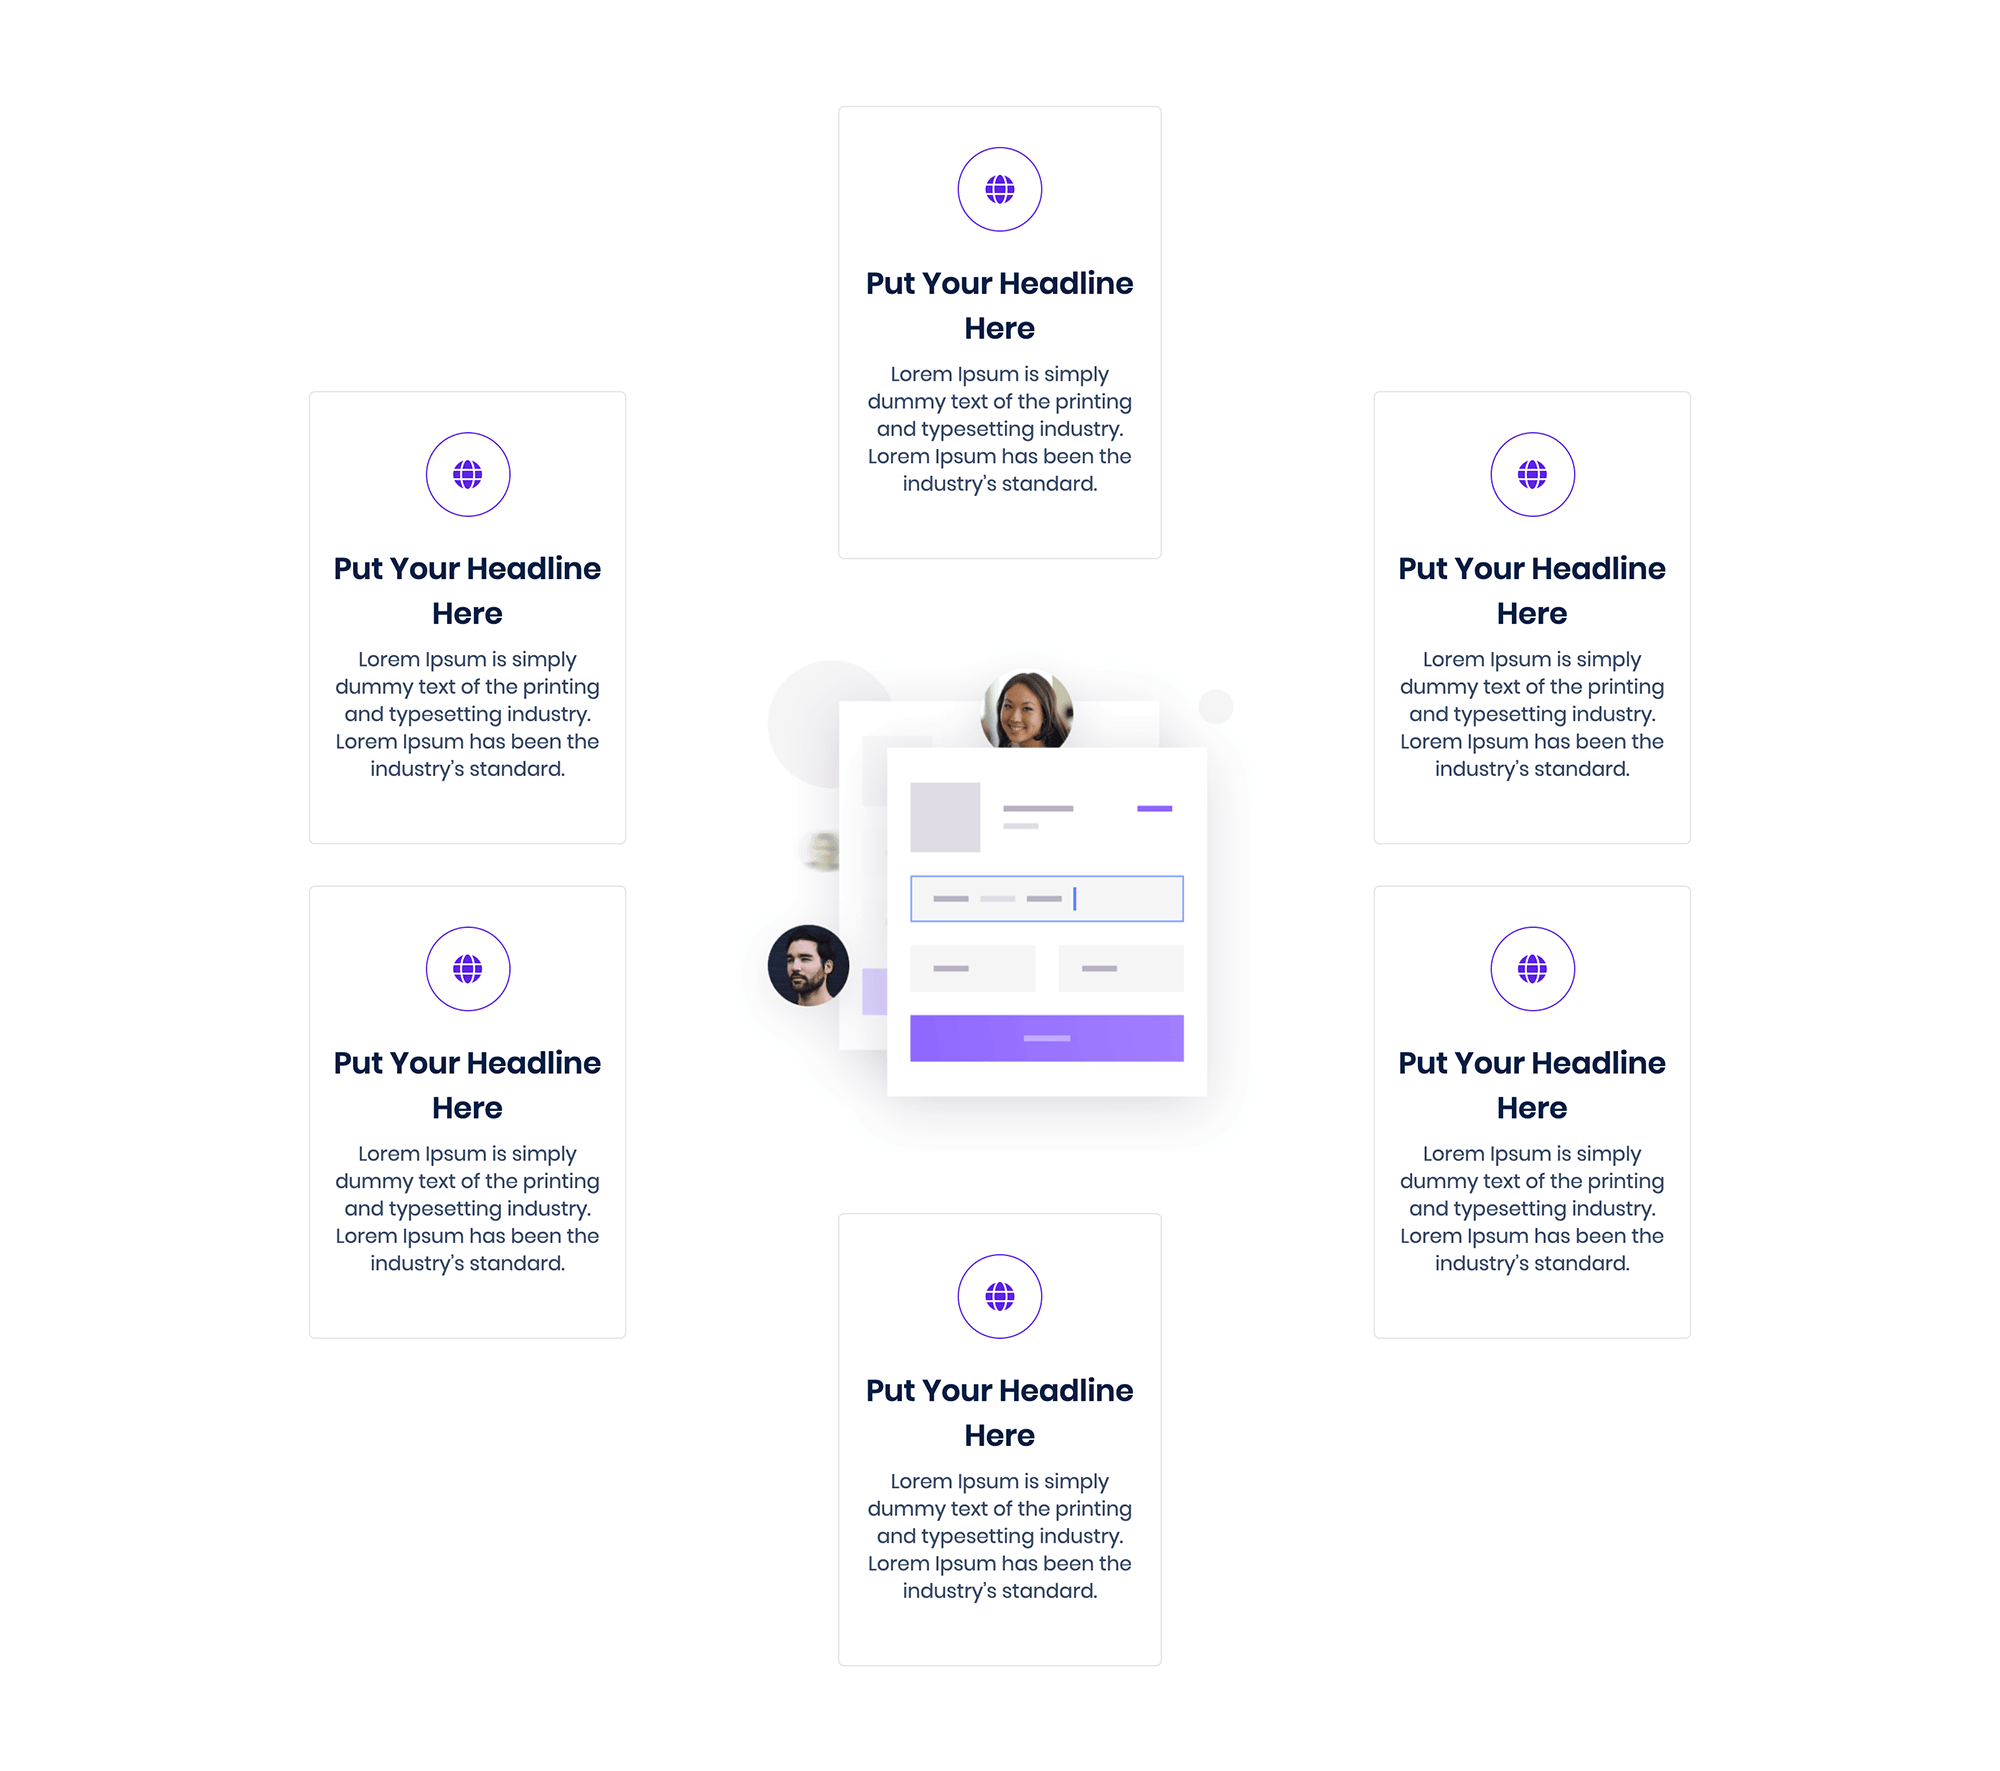 Put Your Headline
Here
Lorem Ipsum is simply
dummy text of the printing
and typesetting industry.
Lorem Ipsum has been the
industry's standard.
Put Your Headline
Here
Lorem Ipsum is simply
dummy text of the printing
and typesetting industry.
Lorem Ipsum has been the
industry's standard.
Put Your Headline
Here
Lorem Ipsum is simply
dummy text of the printing
and typesetting industry.
Lorem Ipsum has been the
industry's standard.
Put Your Headline
Here
Lorem Ipsum is simply
dummy text of the printing
and typesetting industry.
Lorem Ipsum has been the
industry's standard.
Put Your Headline
Here
Lorem Ipsum is simply
dummy text of the printing
and typesetting industry.
Lorem Ipsum has been the
industry's standard.
Put Your Headline
Here
Lorem Ipsum is simply
dummy text of the printing
and typesetting industry.
Lorem Ipsum has been the
industry's standard.